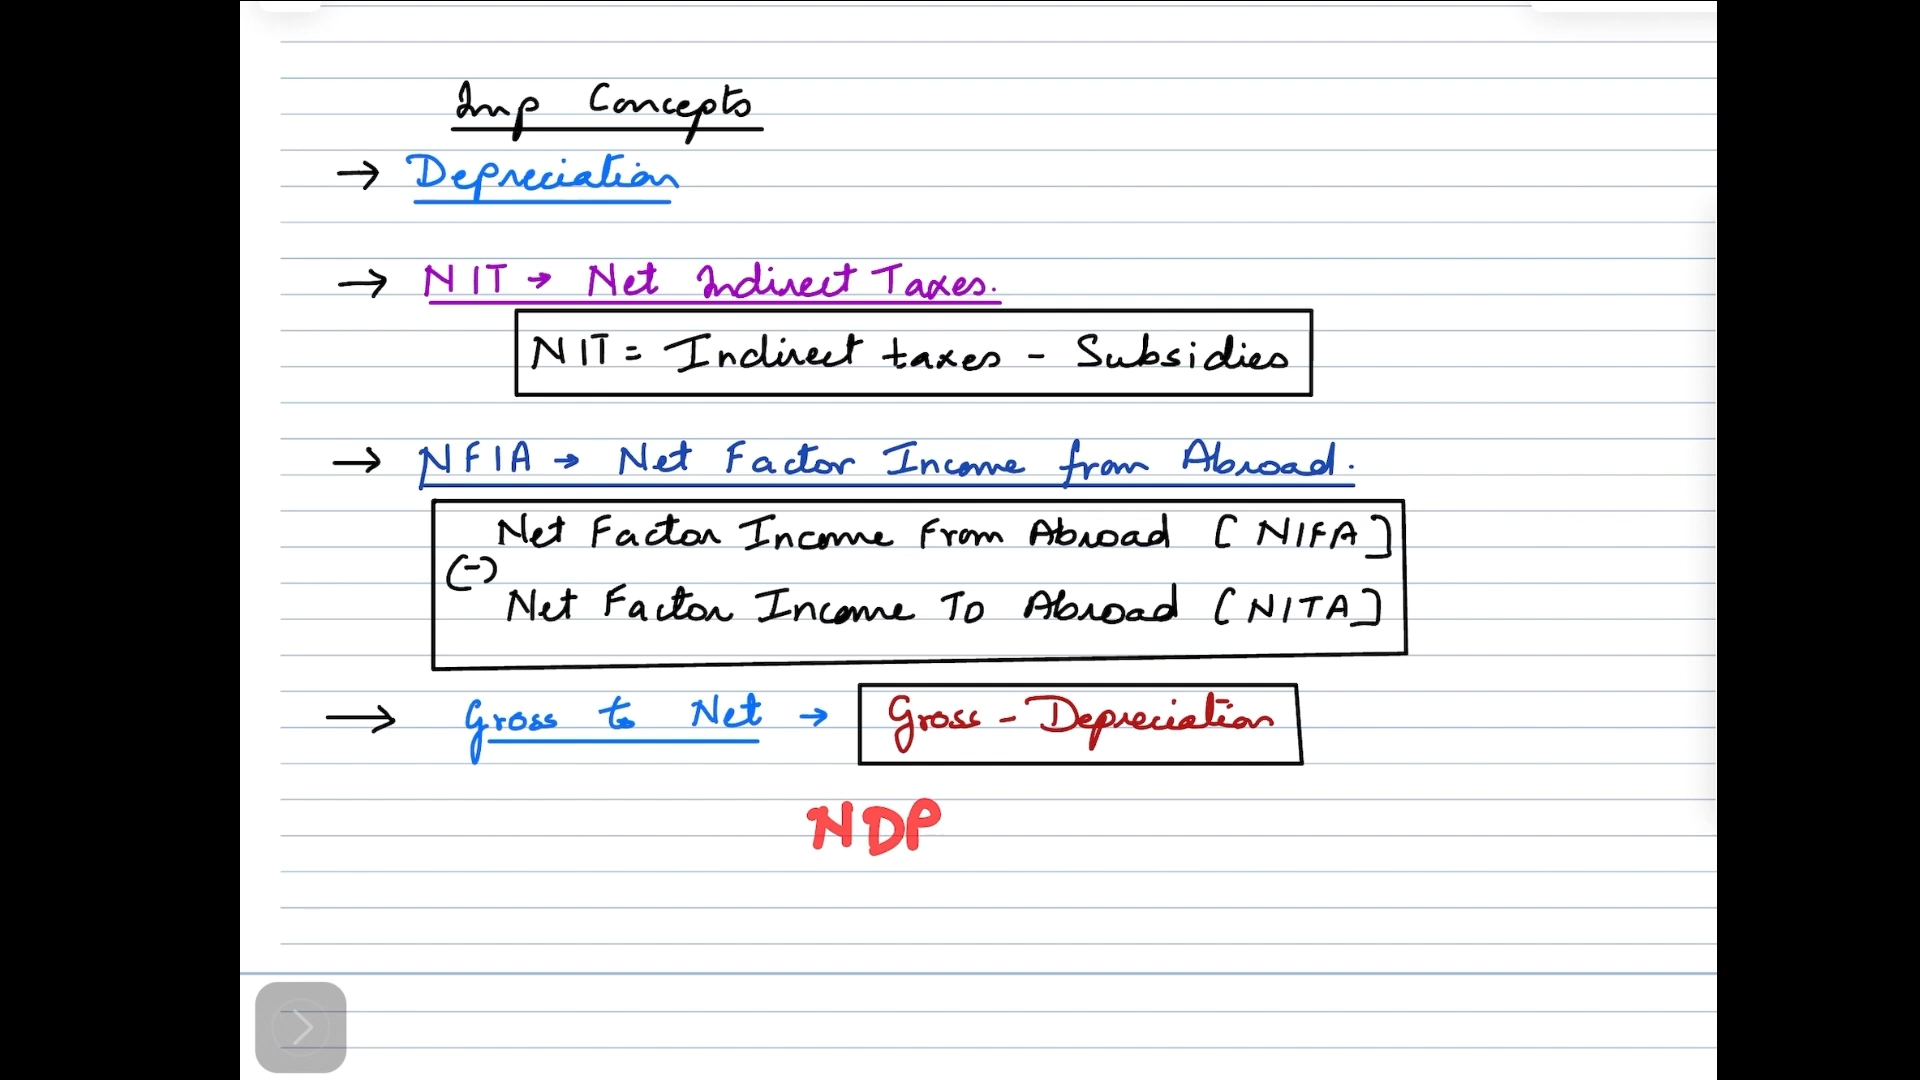 Imp Concepts
→ Depreciation
→ NIT → Net Indirect Taxes.
NIT = Indirect taxes - Subsidies
→ NFIA → Net Factor Income from Abroad.
Net Factor Income From Abroad [NIFA]
(-)
Net Factor Income To Abroad [NITA]
→ Gross to Net → Gross - Depreciation
NDP